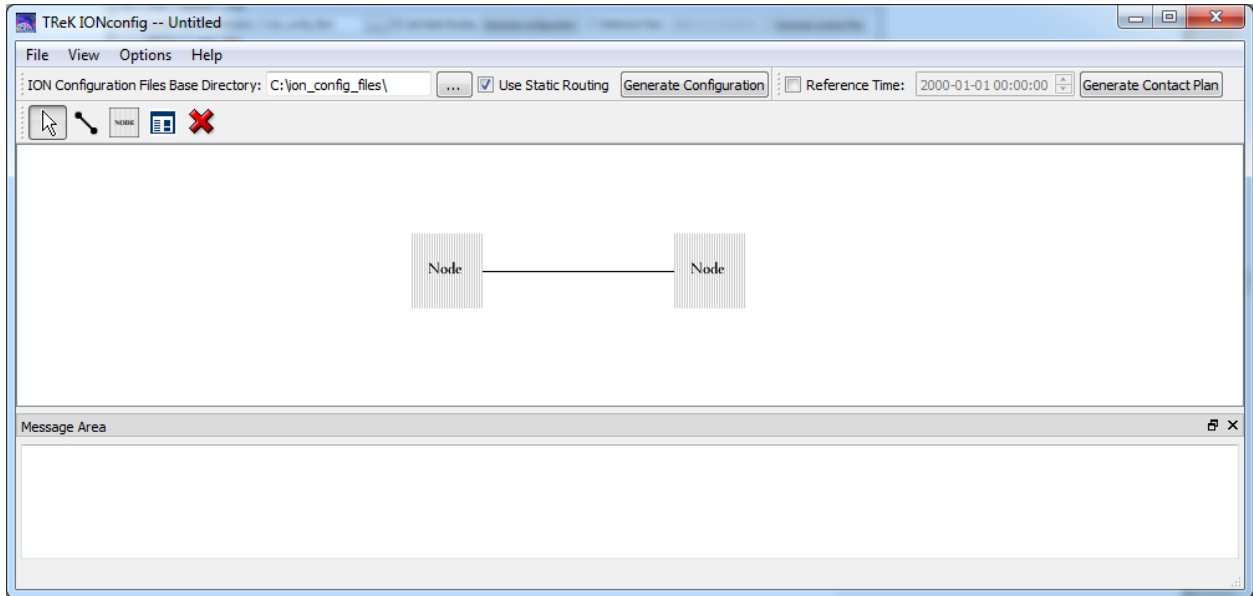 TReK IONconfig -- Untitled
File View Options Help
ION Configuration Files Base Directory: C:\ion_config_files\ ... Use Static Routing Generate Configuration Reference Time: 2000-01-01 00:00:00 Generate Contact Plan
NODE
Node Node
Message Area